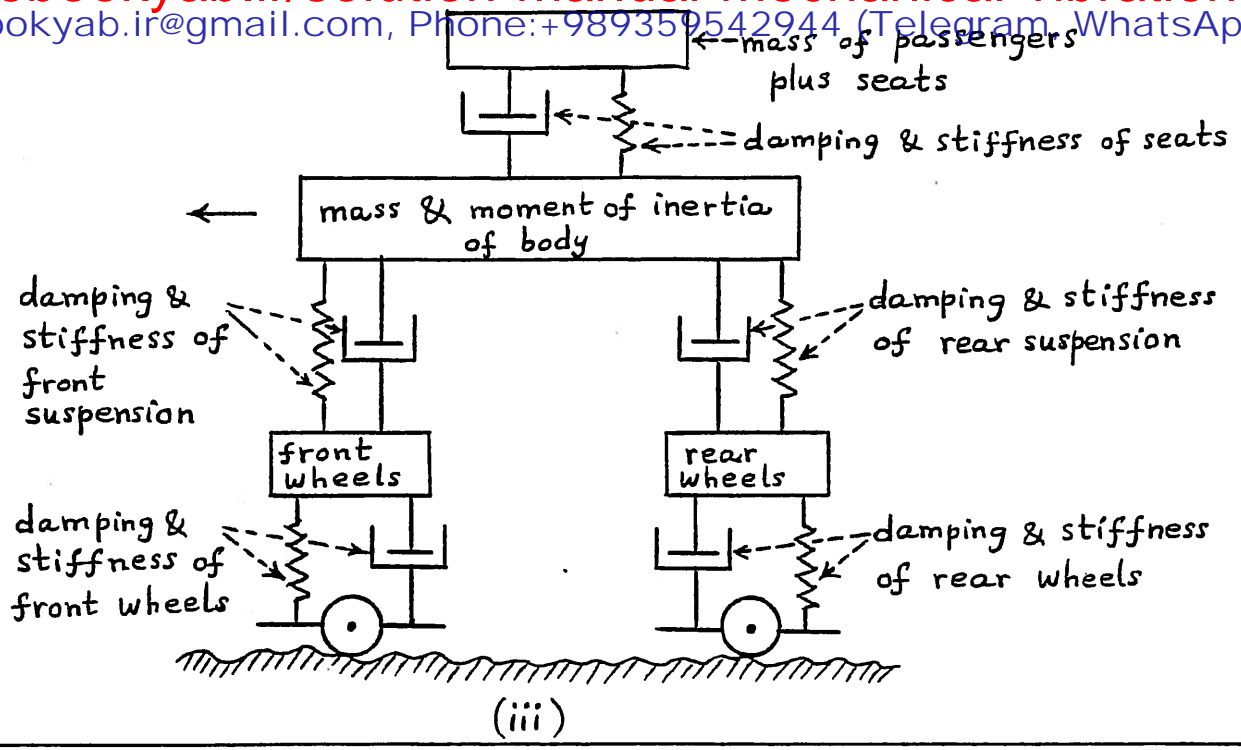 ookyab.ir@gmail.com, Phone:+989359542944 (Telegram, WhatsAp
mass of passengers
plus seats
damping & stiffness of seats
mass & moment of inertia
of body
damping &
stiffness of
front
suspension
damping & stiffness
of rear suspension
front
wheels
rear
wheels
damping &
stiffness of
front wheels
damping & stiffness
of rear wheels
(iii)